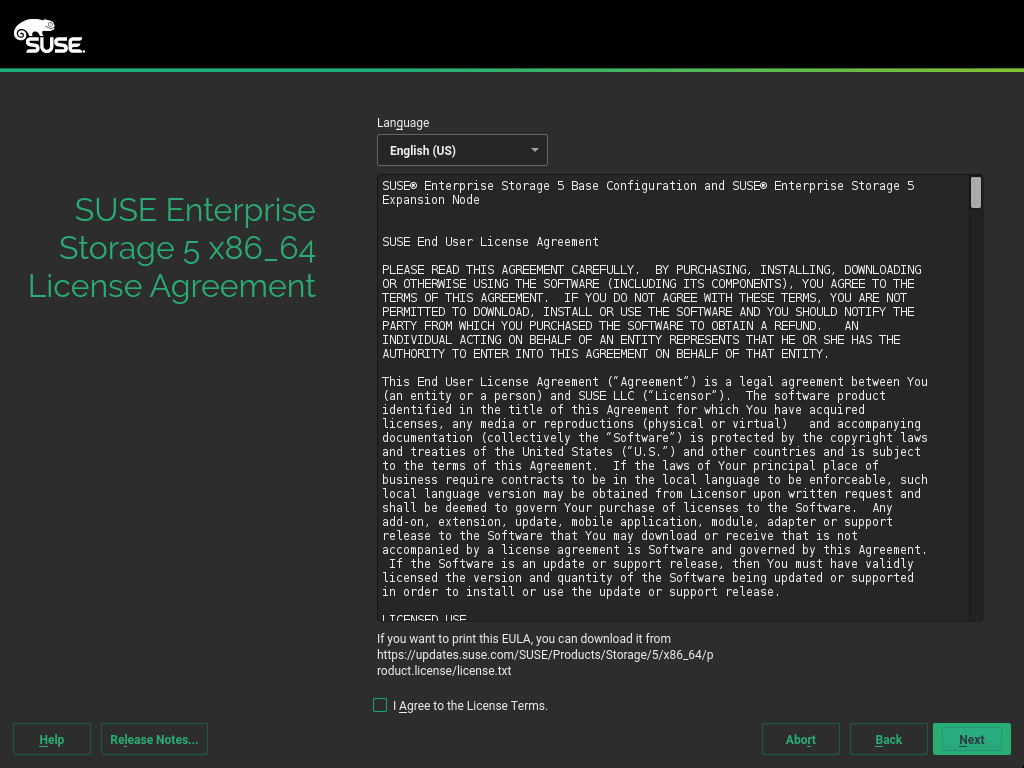 SUSE.
Language
English (US)
SUSE Enterprise
Storage 5 x86_64
License Agreement
SUSE® Enterprise Storage 5 Base Configuration and SUSE® Enterprise Storage 5
Expansion Node
SUSE End User License Agreement
PLEASE READ THIS AGREEMENT CAREFULLY.  BY PURCHASING, INSTALLING, DOWNLOADING
OR OTHERWISE USING THE SOFTWARE (INCLUDING ITS COMPONENTS), YOU AGREE TO THE
TERMS OF THIS AGREEMENT.  IF YOU DO NOT AGREE WITH THESE TERMS, YOU ARE NOT
PERMITTED TO DOWNLOAD, INSTALL OR USE THE SOFTWARE AND YOU SHOULD NOTIFY THE
PARTY FROM WHICH YOU PURCHASED THE SOFTWARE TO OBTAIN A REFUND.   AN
INDIVIDUAL ACTING ON BEHALF OF AN ENTITY REPRESENTS THAT HE OR SHE HAS THE
AUTHORITY TO ENTER INTO THIS AGREEMENT ON BEHALF OF THAT ENTITY.
This End User License Agreement (“Agreement”) is a legal agreement between You
(an entity or a person) and SUSE LLC (“Licensor”).  The software product
identified in the title of this Agreement for which You have acquired
licenses, any media or reproductions (physical or virtual)   and accompanying
documentation (collectively the “Software”) is protected by the copyright laws
and treaties of the United States (“U.S.”) and other countries and is subject
to the terms of this Agreement.  If the laws of Your principal place of
business require contracts to be in the local language to be enforceable, such
local language version may be obtained from Licensor upon written request and
shall be deemed to govern Your purchase of licenses to the Software.  Any
add-on, extension, update, mobile application, module, adapter or support
release to the Software that You may download or receive that is not
accompanied by a license agreement is Software and governed by this Agreement.
If the Software is an update or support release, then You must have validly
licensed the version and quantity of the Software being updated or supported
in order to install or use the update or support release.
LICENSED USE
If you want to print this EULA, you can download it from
https://updates.suse.com/SUSE/Products/Storage/5/x86_64/p
roduct.license/license.txt
I Agree to the License Terms.
Help
Release Notes...
Abort
Back
Next